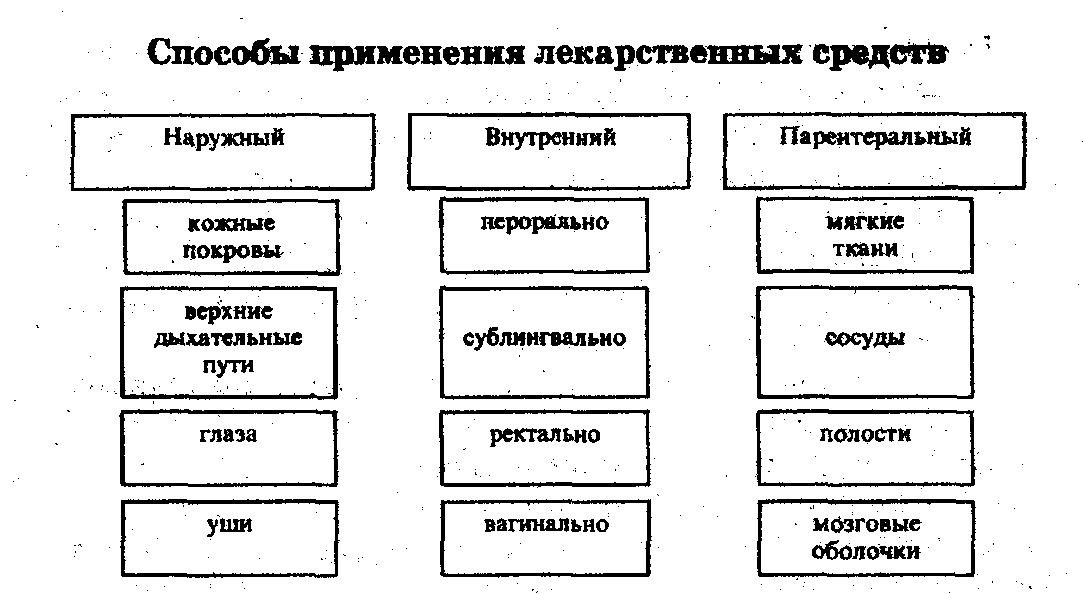 Способы применения лекарственных средств
Наружный
Внутренний
Парентеральный
кожные
покровы
перорально
мягкие
ткани
верхние
дыхательные
пути
сублингвально
сосуды
глаза
ректально
полости
уши
вагинально
мозговые
оболочки